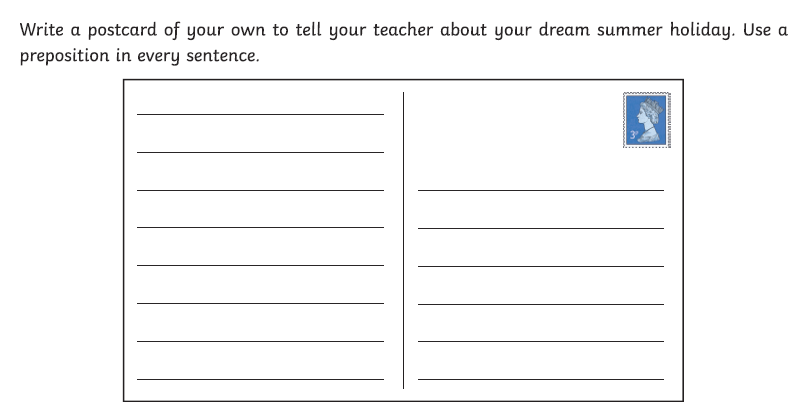 Write a postcard of your own to tell your teacher about your dream summer holiday. Use a
preposition in every sentence.
3ᴾ